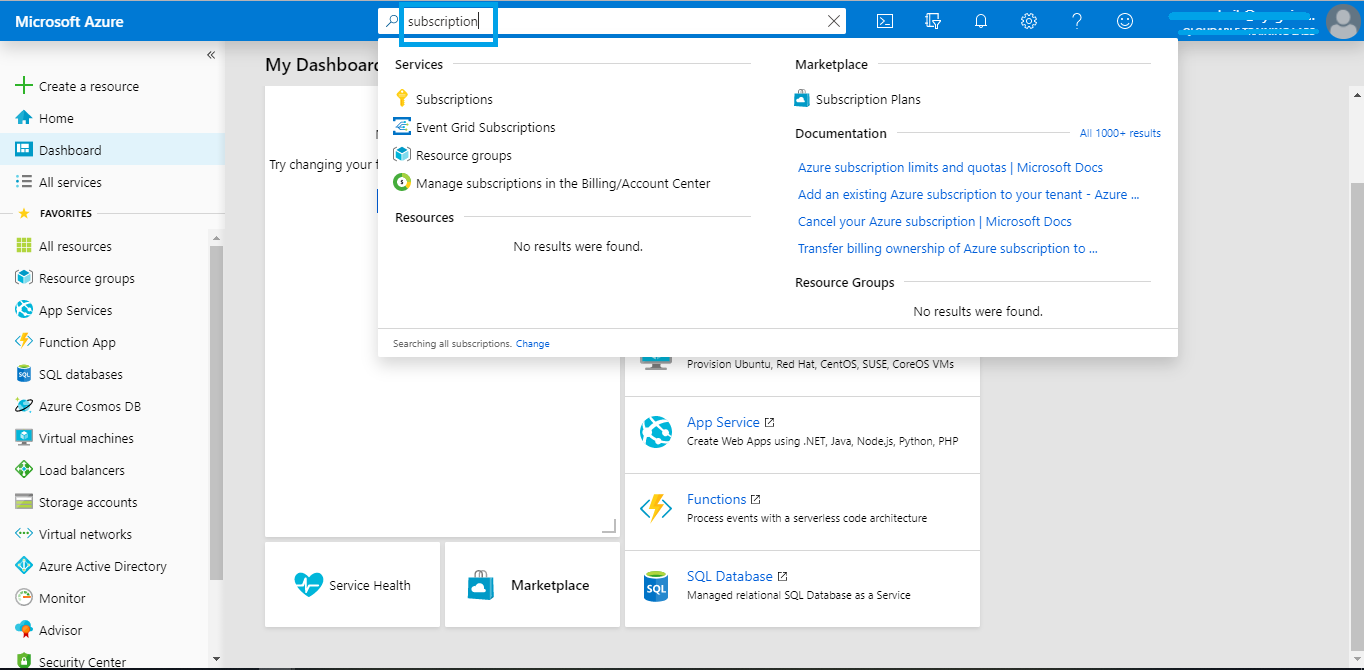 Microsoft Azure
subscription
«
Create a resource
Home
Dashboard
All services
FAVORITES
All resources
Resource groups
App Services
Function App
SQL databases
Azure Cosmos DB
Virtual machines
Load balancers
Storage accounts
Virtual networks
Azure Active Directory
Monitor
Advisor
Security Center
My Dashboard
Try changing your f
Services
Subscriptions
Event Grid Subscriptions
Resource groups
Manage subscriptions in the Billing/Account Center
Resources
No results were found.
Marketplace
Subscription Plans
Documentation
All 1000+ results
Azure subscription limits and quotas | Microsoft Docs
Add an existing Azure subscription to your tenant - Azure ...
Cancel your Azure subscription | Microsoft Docs
Transfer billing ownership of Azure subscription to ...
Resource Groups
No results were found.
Searching all subscriptions. Change
Provision Ubuntu, Red Hat, CentOS, SUSE, CoreOS VMs
App Service
Create Web Apps using .NET, Java, Node.js, Python, PHP
Functions
Process events with a serverless code architecture
SQL
SQL Database
Managed relational SQL Database as a Service
Service Health
Marketplace